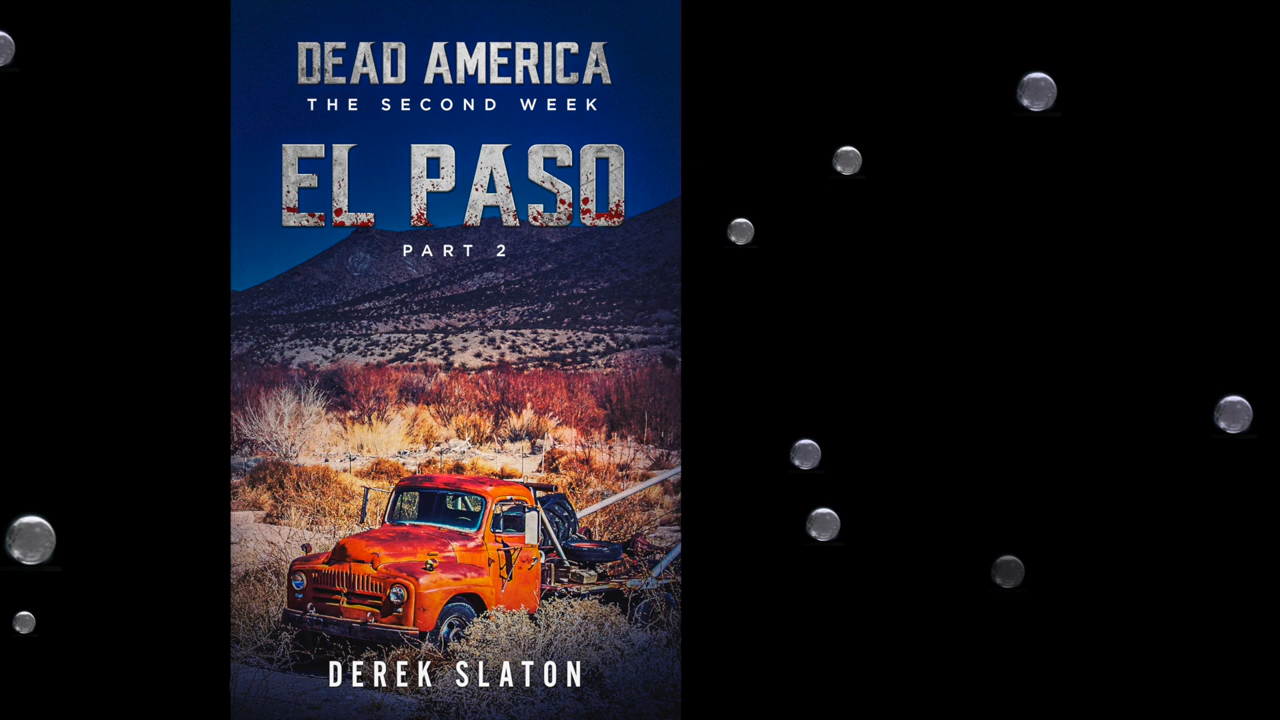 DEAD AMERICA
THE SECOND WEEK
EL PASO
PART 2
DEREK SLATON